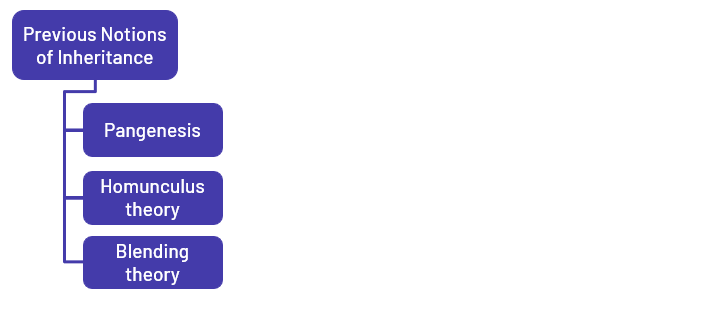 Previous Notions
of Inheritance
Pangenesis
Homunculus
theory
Blending
theory